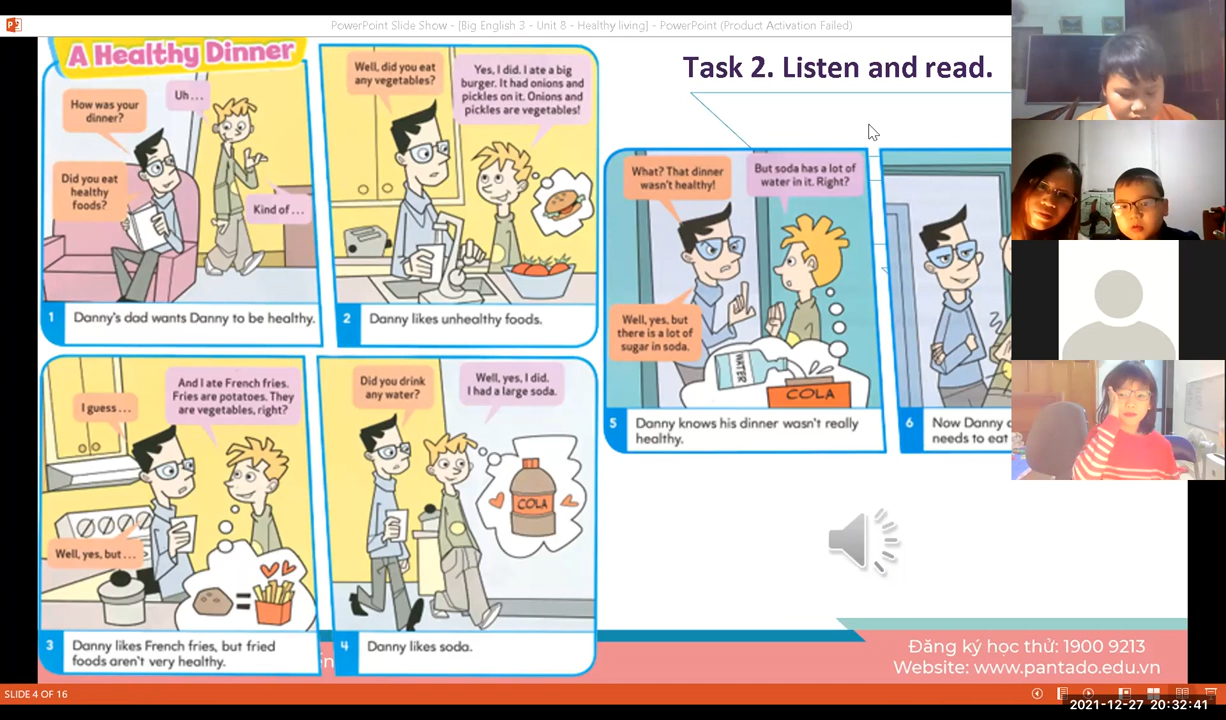 PowerPoint Slide Show - [Big English 3 - Unit 8 - Healthy living] - PowerPoint (Product Activation Failed)
A Healthy Dinner
How was your
dinner?
Uh...
Did you eat
healthy
foods?
Kind of ...
1 Danny's dad wants Danny to be healthy.
Well, did you eat
any vegetables?
Yes, I did. I ate a big
burger. It had onions and
pickles on it. Onions and
pickles are vegetables!
2 Danny likes unhealthy foods.
I guess ...
And I ate French fries.
Fries are potatoes. They
are vegetables, right?
Well, yes, but ...
3 Danny likes French fries, but fried
foods aren't very healthy.
Did you drink
any water?
Well, yes, I did.
I had a large soda.
COLA
4 Danny likes soda.
Task 2. Listen and read.
What? That dinner
wasn't healthy!
But soda has a lot of
water in it. Right?
Well, yes, but
there is a lot of
sugar in soda.
WATER
COLA
5 Danny knows his dinner wasn't really
healthy.
6 Now Danny
needs to eat
Đăng ký học thử: 1900 9213
Website: www.pantado.edu.vn
SLIDE 4 OF 16
2021-12-27 20:32:41